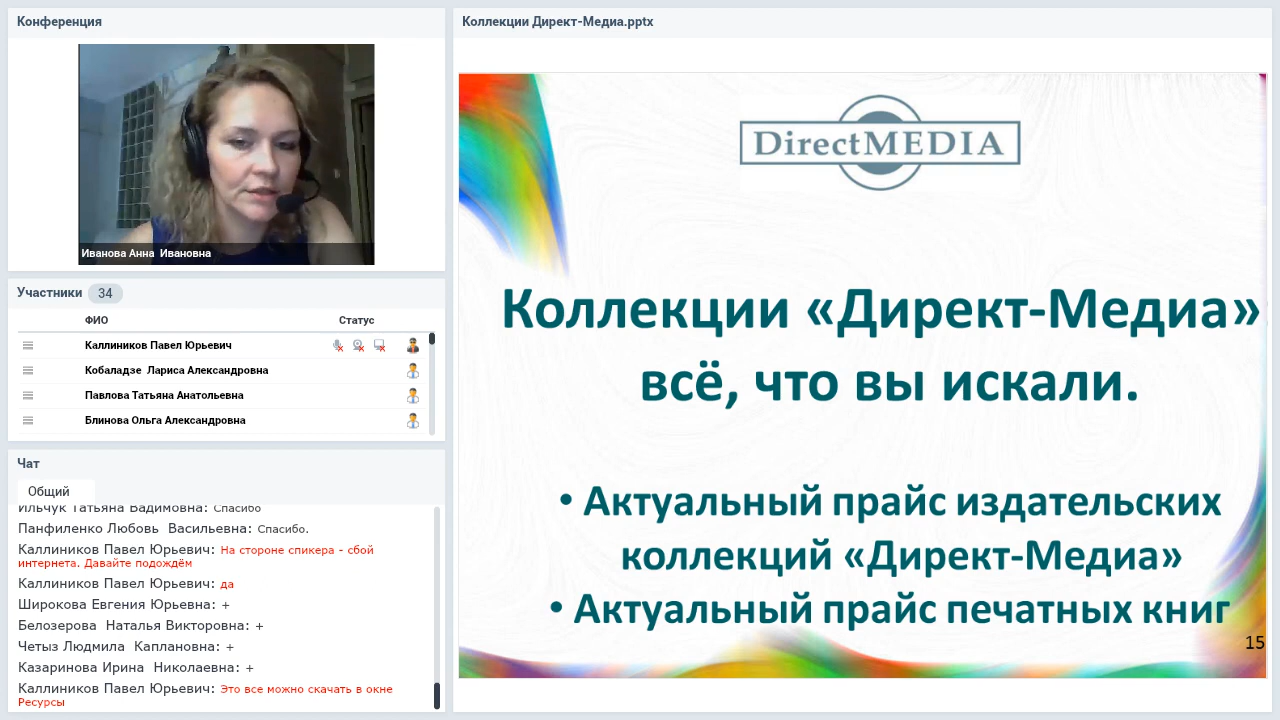 Конференция
Иванова Анна Ивановна
Участники 34
ФИО Статус
Каллиников Павел Юрьевич
Кобаладзе Лариса Александровна
Павлова Татьяна Анатольевна
Блинова Ольга Александровна
Чат
Общий
Ильчук Татьяна Вадимовна: Спасибо
Панфиленко Любовь Васильевна: Спасибо.
Каллиников Павел Юрьевич: На стороне спикера - сбой
интернета. Давайте подождём
Каллиников Павел Юрьевич: да
Широкова Евгения Юрьевна: +
Белозерова Наталья Викторовна: +
Четыз Людмила Каплановна: +
Казаринова Ирина Николаевна: +
Каллиников Павел Юрьевич: Это все можно скачать в окне
Ресурсы
Коллекции Директ-Медиа.pptx
DirectMEDIA
Коллекции «Директ-Медиа»
всё, что вы искали.
• Актуальный прайс издательских
коллекций «Директ-Медиа»
• Актуальный прайс печатных книг
15